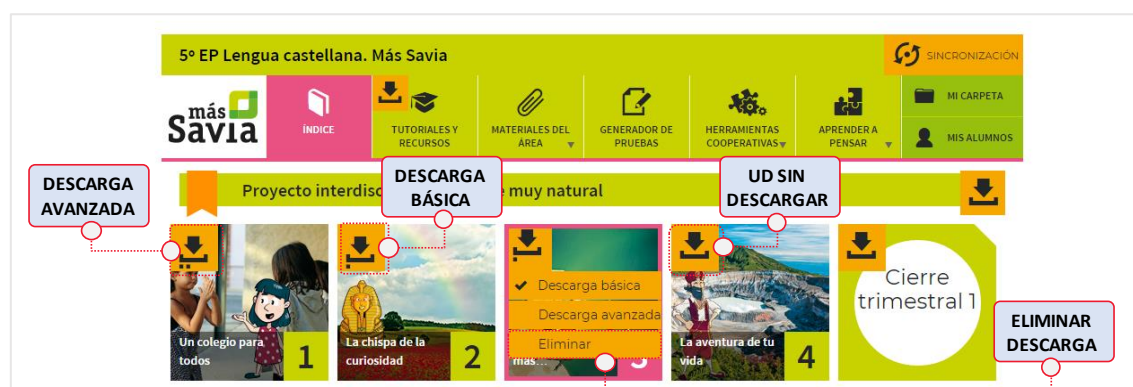 5º EP Lengua castellana. Más Savia
SINCRONIZACIÓN
más
Savia
ÍNDICE
TUTORIALES Y
RECURSOS
MATERIALES DEL
ÁREA
GENERADOR DE
PRUEBAS
HERRAMIENTAS
COOPERATIVAS
APRENDER A
PENSAR
MI CARPETA
MIS ALUMNOS
DESCARGA
AVANZADA
Proyecto interdisc
DESCARGA
BÁSICA
muy natural
UD SIN
DESCARGAR
Un colegio para
todos
1
La chispa de la
curiosidad
2
Descarga básica
Descarga avanzada
Eliminar
más...
3
La aventura de tu
vida
4
Cierre
trimestral 1
ELIMINAR
DESCARGA